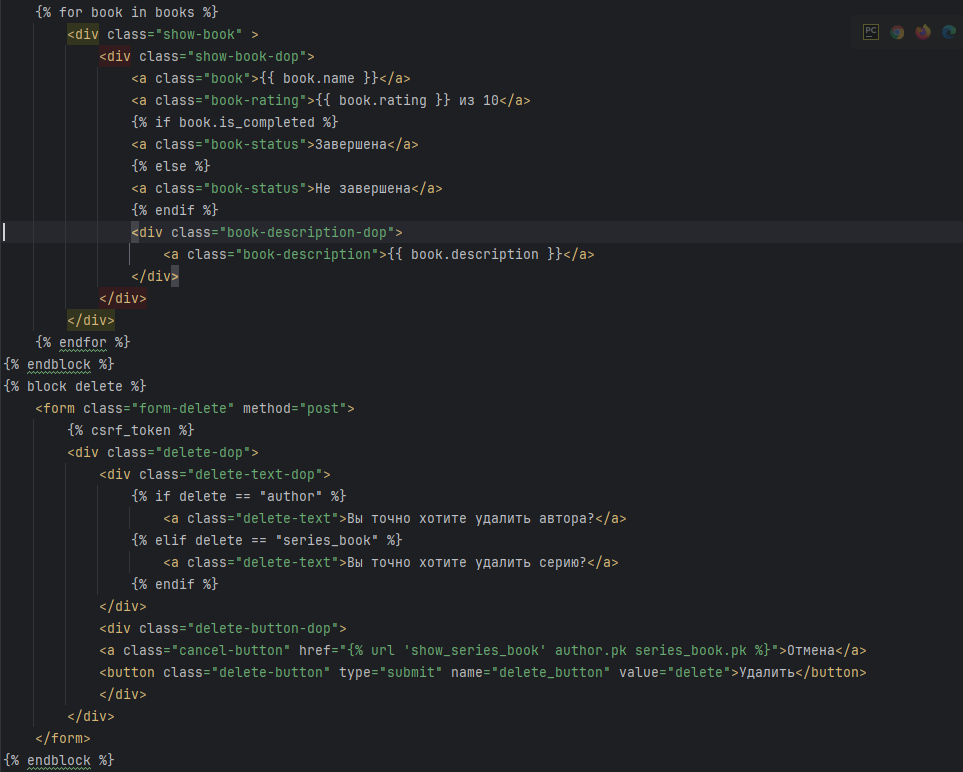 {% for book in books %}
<div class="show-book" >
<div class="show-book-dop">
<a class="book">{{ book.name }}</a>
<a class="book-rating">{{ book.rating }} из 10</a>
{% if book.is_completed %}
<a class="book-status">Завершена</a>
{% else %}
<a class="book-status">Не завершена</a>
{% endif %}
<div class="book-description-dop">
<a class="book-description">{{ book.description }}</a>
</div>
</div>
</div>
{% endfor %}
{% endblock %}
{% block delete %}
<form class="form-delete" method="post">
{% csrf_token %}
<div class="delete-dop">
<div class="delete-text-dop">
{% if delete == "author" %}
<a class="delete-text">Вы точно хотите удалить автора?</a>
{% elif delete == "series_book" %}
<a class="delete-text">Вы точно хотите удалить серию?</a>
{% endif %}
</div>
<div class="delete-button-dop">
<a class="cancel-button" href="{% url 'show_series_book' author.pk series_book.pk %}">Отмена</a>
<button class="delete-button" type="submit" name="delete_button" value="delete">Удалить</button>
</div>
</div>
</form>
{% endblock %}
PC